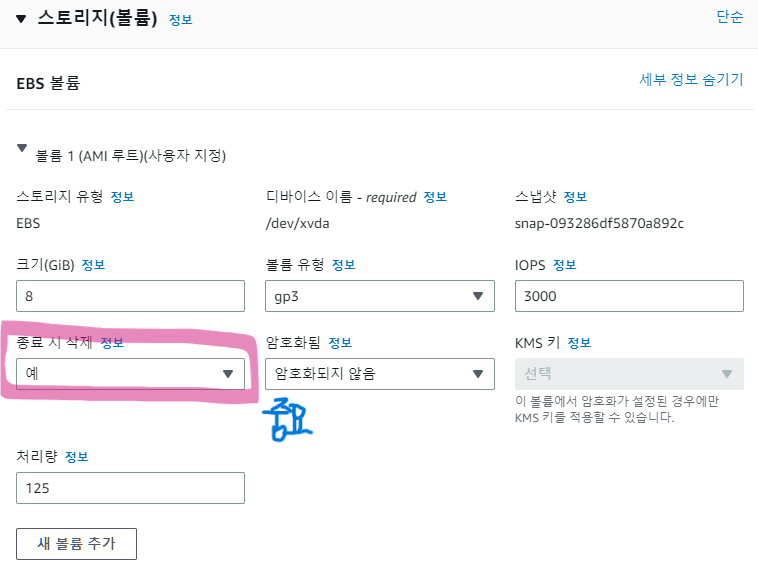 스토리지(볼륨) 정보 단순
EBS 볼륨 세부 정보 숨기기
볼륨 1 (AMI 루트)(사용자 지정)
스토리지 유형 정보 디바이스 이름 - required 정보 스냅샷 정보
EBS /dev/xvda snap-093286df5870a892c
크기(GiB) 정보 볼륨 유형 정보 IOPS 정보
8 gp3 3000
종료 시 삭제 정보 암호화됨 정보 KMS 키 정보
예 암호화되지 않음 선택
이 볼륨에서 암호화가 설정된 경우에만
KMS 키를 적용할 수 있습니다.
중요
처리량 정보
125
새 볼륨 추가